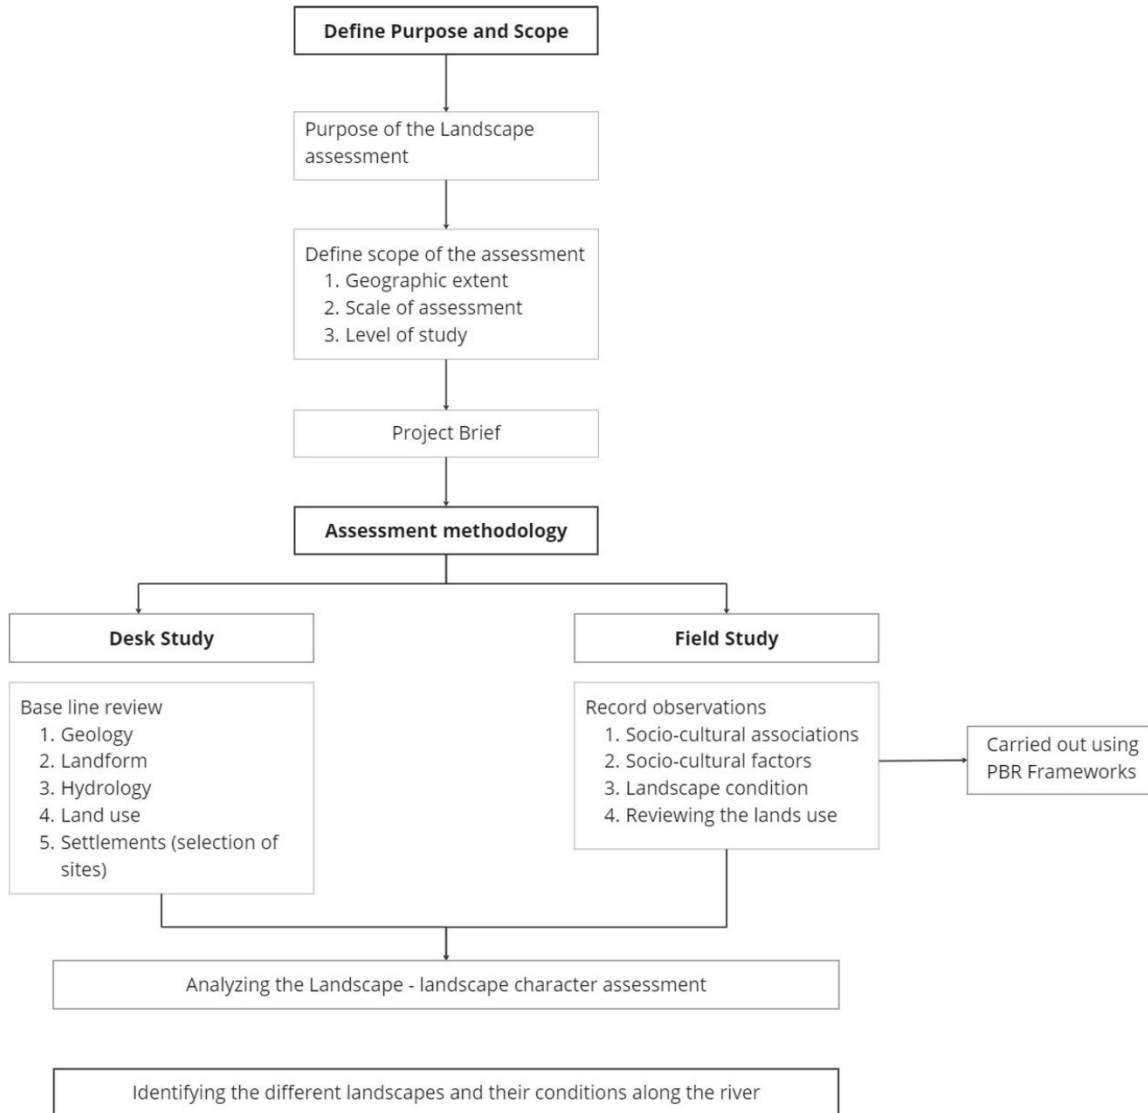 Define Purpose and Scope
Purpose of the Landscape
assessment
Define scope of the assessment
1. Geographic extent
2. Scale of assessment
3. Level of study
Project Brief
Assessment methodology
Desk Study
Field Study
Base line review
1. Geology
2. Landform
3. Hydrology
4. Land use
5. Settlements (selection of
sites)
Record observations
1. Socio-cultural associations
2. Socio-cultural factors
3. Landscape condition
4. Reviewing the lands use
Carried out using
PBR Frameworks
Analyzing the Landscape - landscape character assessment
Identifying the different landscapes and their conditions along the river